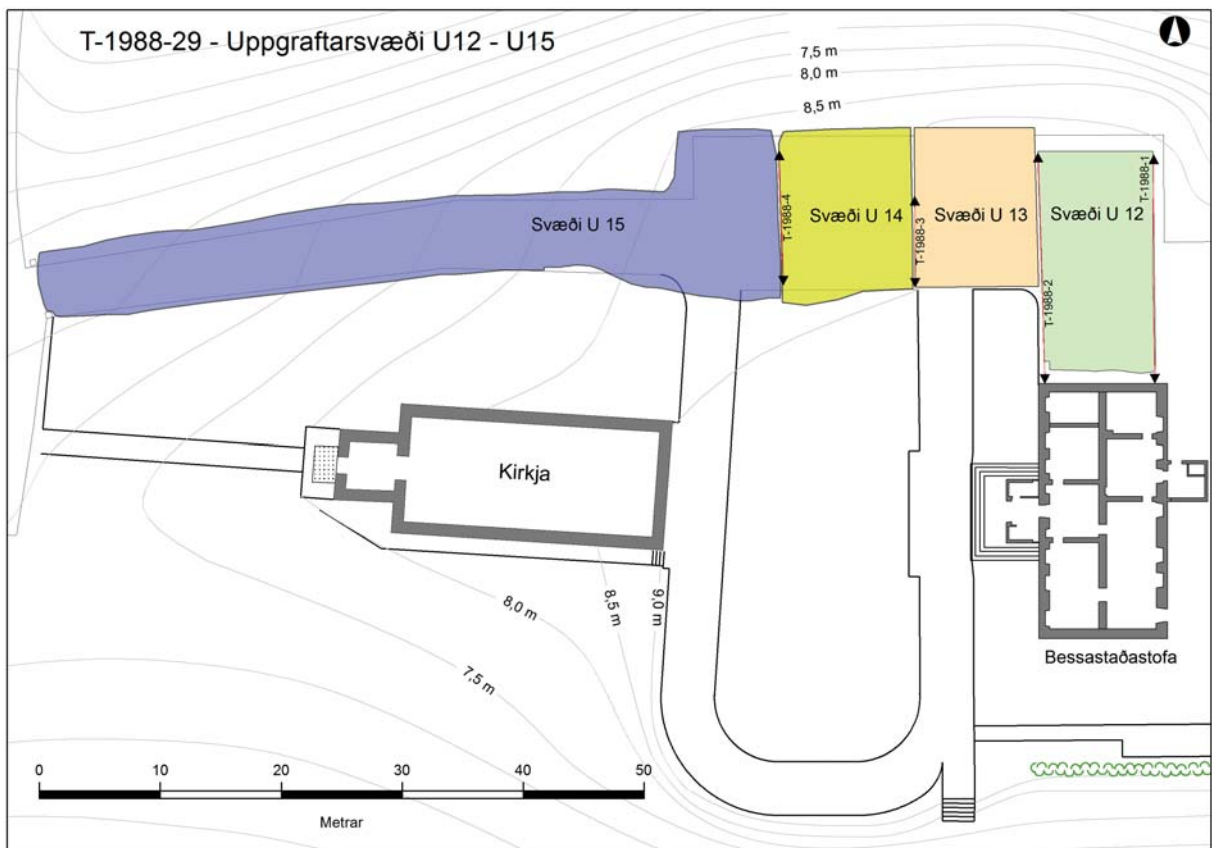 T-1988-29 - Uppgraftarsvæði U12 - U15
7,5 m
8,0 m
8,5 m
Svæði U 15
T-1988-4
Svæði U 14
T-1988-3
Svæði U 13
Svæði U 12
T-1988-1
T-1988-2
Kirkja
8,0 m
8,5 m
9,0 m
7,5 m
Bessastaðastofa
0 10 20 30 40 50
Metrar